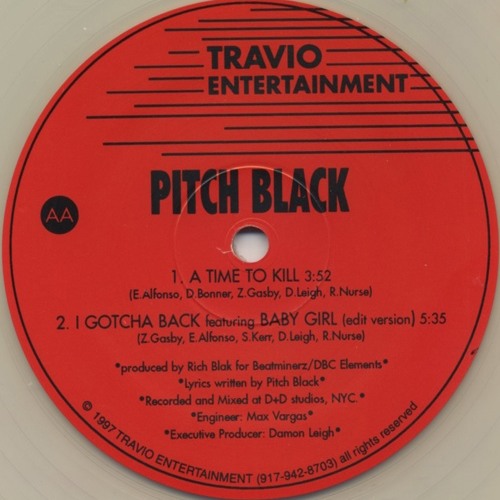 TRAVIO
ENTERTAINMENT
PITCH BLACK
AA
1. A TIME TO KILL 3:52
(E.Alfonso, D.Bonner, Z.Gasby, D.Leigh, R.Nurse)
2. I GOTCHA BACK featuring BABY GIRL (edit version) 5:35
(Z.Gasby, E.Alfonso, S.Kerr, D.Leigh, R.Nurse)
*produced by Rich Blak for Beatminerz/DBC Elements*
*Lyrics written by Pitch Black*
*Recorded and Mixed at D+D studios, NYC.*
*Engineer: Max Vargas*
*Executive Producer: Damon Leigh*
© 1997 TRAVIO ENTERTAINMENT (917-942-8703) all rights reserved